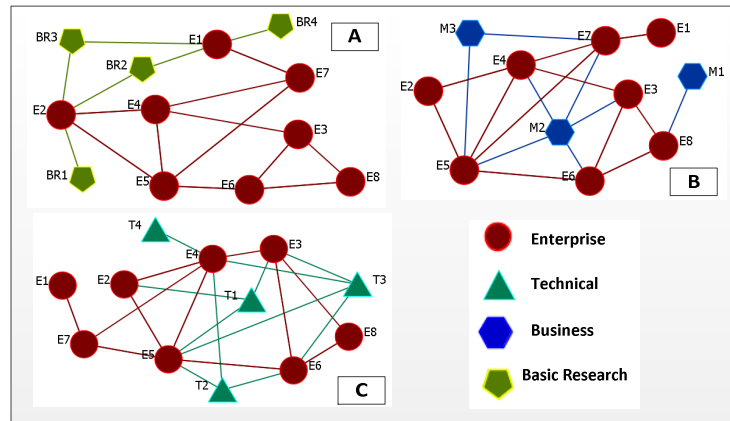 BR4
BR3
E1
A
BR2
E7
E2
E4
E3
BR1
E5
E6
E8
M3
E7
E1
E4
M1
E2
E3
M2
E8
E5
E6
B
T4
E4
E3
E1
E2
T3
T1
E7
E8
E5
E6
T2
C
Enterprise
Technical
Business
Basic Research